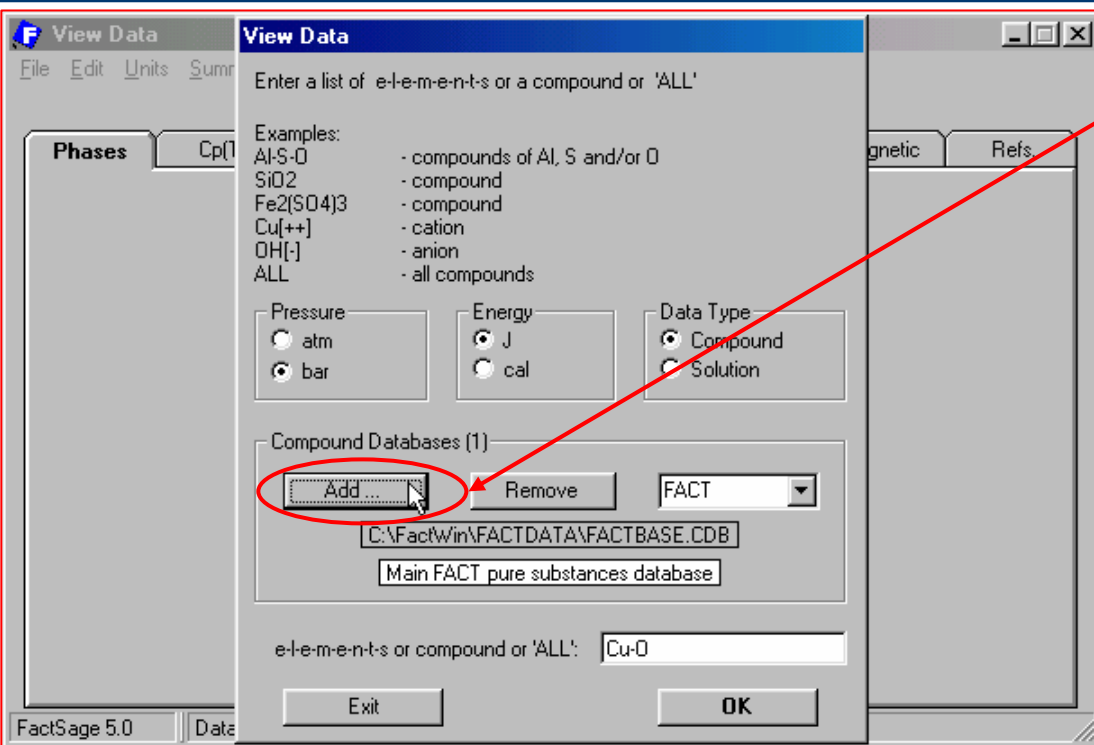 View Data
File Edit Units Summ
Phases Cp(T gnetic Refs.
View Data
Enter a list of e-l-e-m-e-n-t-s or a compound or 'ALL'
Examples:
Al-S-O - compounds of Al, S and/or O
SiO2 - compound
Fe2(SO4)3 - compound
Cu[++] - cation
OH[-] - anion
ALL - all compounds
Pressure
atm
bar
Energy
J
cal
Data Type
Compound
Solution
Compound Databases (1)
Add ... Remove FACT
C:\FactWin\FACTDATA\FACTBASE.CDB
Main FACT pure substances database
e-l-e-m-e-n-t-s or compound or 'ALL': Cu-O
Exit OK
FactSage 5.0 Data